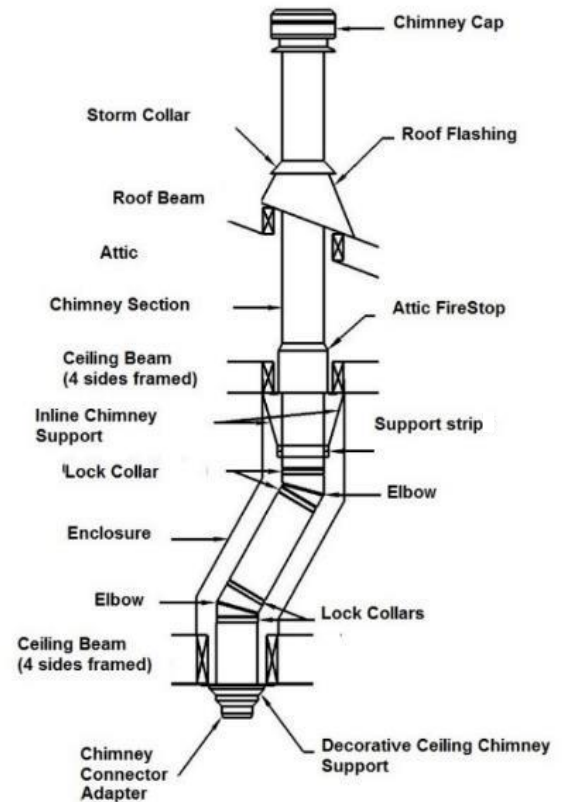 Chimney Cap
Storm Collar
Roof Flashing
Roof Beam
Attic
Chimney Section
Attic FireStop
Ceiling Beam
(4 sides framed)
Inline Chimney
Support
Support strip
Lock Collar
Elbow
Enclosure
Elbow
Lock Collars
Ceiling Beam
(4 sides framed)
Decorative Ceiling Chimney
Support
Chimney
Connector
Adapter